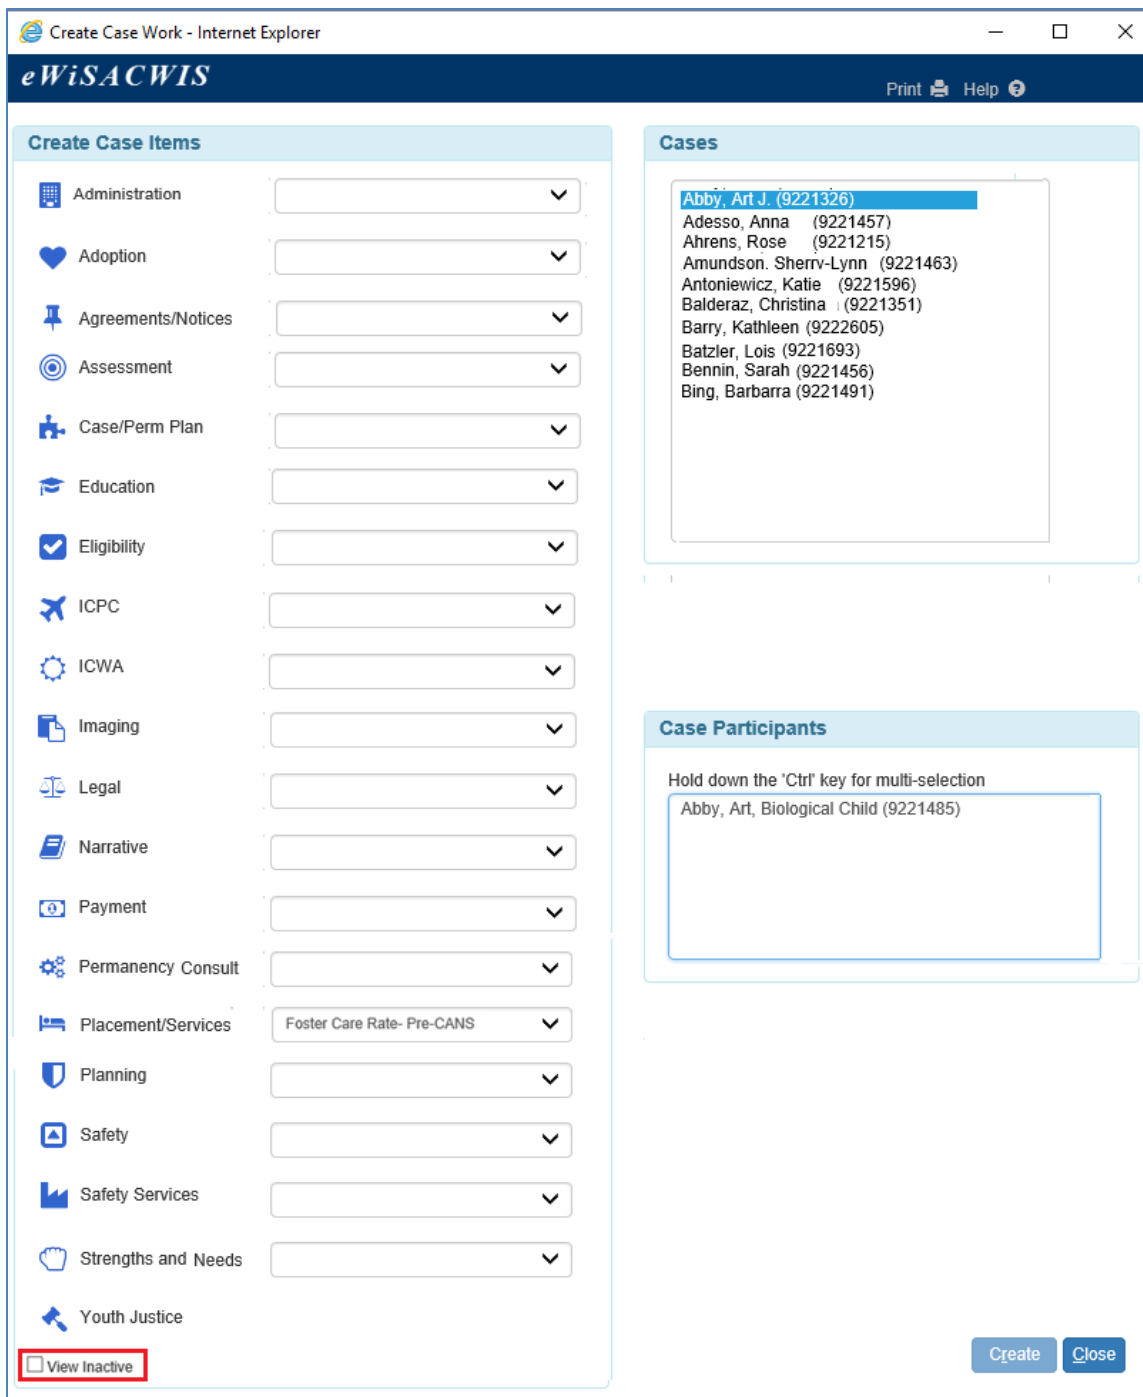 Create Case Work - Internet Explorer
eWiSACWIS
Print Help
Create Case Items
Administration
Adoption
Agreements/Notices
Assessment
Case/Perm Plan
Education
Eligibility
ICPC
ICWA
Imaging
Legal
Narrative
Payment
Permanency Consult
Placement/Services Foster Care Rate- Pre-CANS
Planning
Safety
Safety Services
Strengths and Needs
Youth Justice
View Inactive
Cases
Abby, Art J. (9221326)
Adesso, Anna (9221457)
Ahrens, Rose (9221215)
Amundson. Sherry-Lynn (9221463)
Antoniewicz, Katie (9221596)
Balderaz, Christina (9221351)
Barry, Kathleen (9222605)
Batzler, Lois (9221693)
Bennin, Sarah (9221456)
Bing, Barbarra (9221491)
Case Participants
Hold down the 'Ctrl' key for multi-selection
Abby, Art, Biological Child (9221485)
Create Close